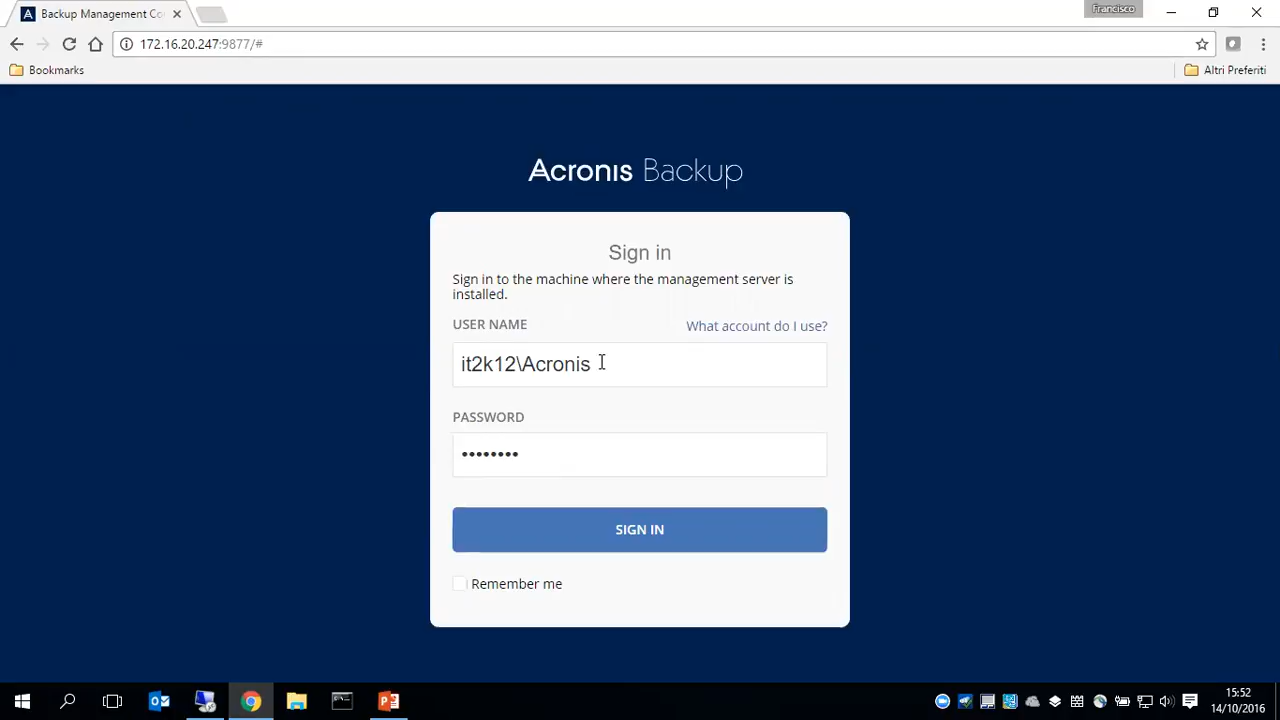 Backup Management Co
Francisco
172.16.20.247:9877/#
Bookmarks
Altri Preferiti
Acronis Backup
Sign in
Sign in to the machine where the management server is
installed.
USER NAME
What account do I use?
it2k12\Acronis
PASSWORD
••••••••
SIGN IN
Remember me
15:52
14/10/2016